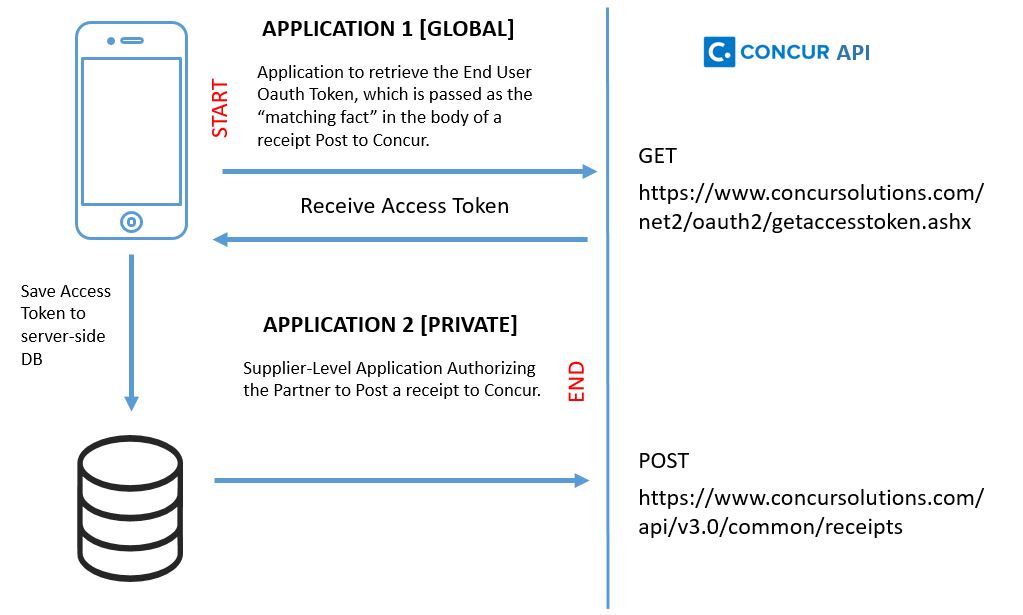 APPLICATION 1 [GLOBAL]
START
Application to retrieve the End User
Oauth Token, which is passed as the
“matching fact” in the body of a
receipt Post to Concur.
C. CONCUR API
GET
https://www.concursolutions.com/
net2/oauth2/getaccesstoken.ashx
Receive Access Token
Save Access
Token to
server-side
DB
APPLICATION 2 [PRIVATE]
Supplier-Level Application Authorizing
the Partner to Post a receipt to Concur.
END
POST
https://www.concursolutions.com/
api/v3.0/common/receipts